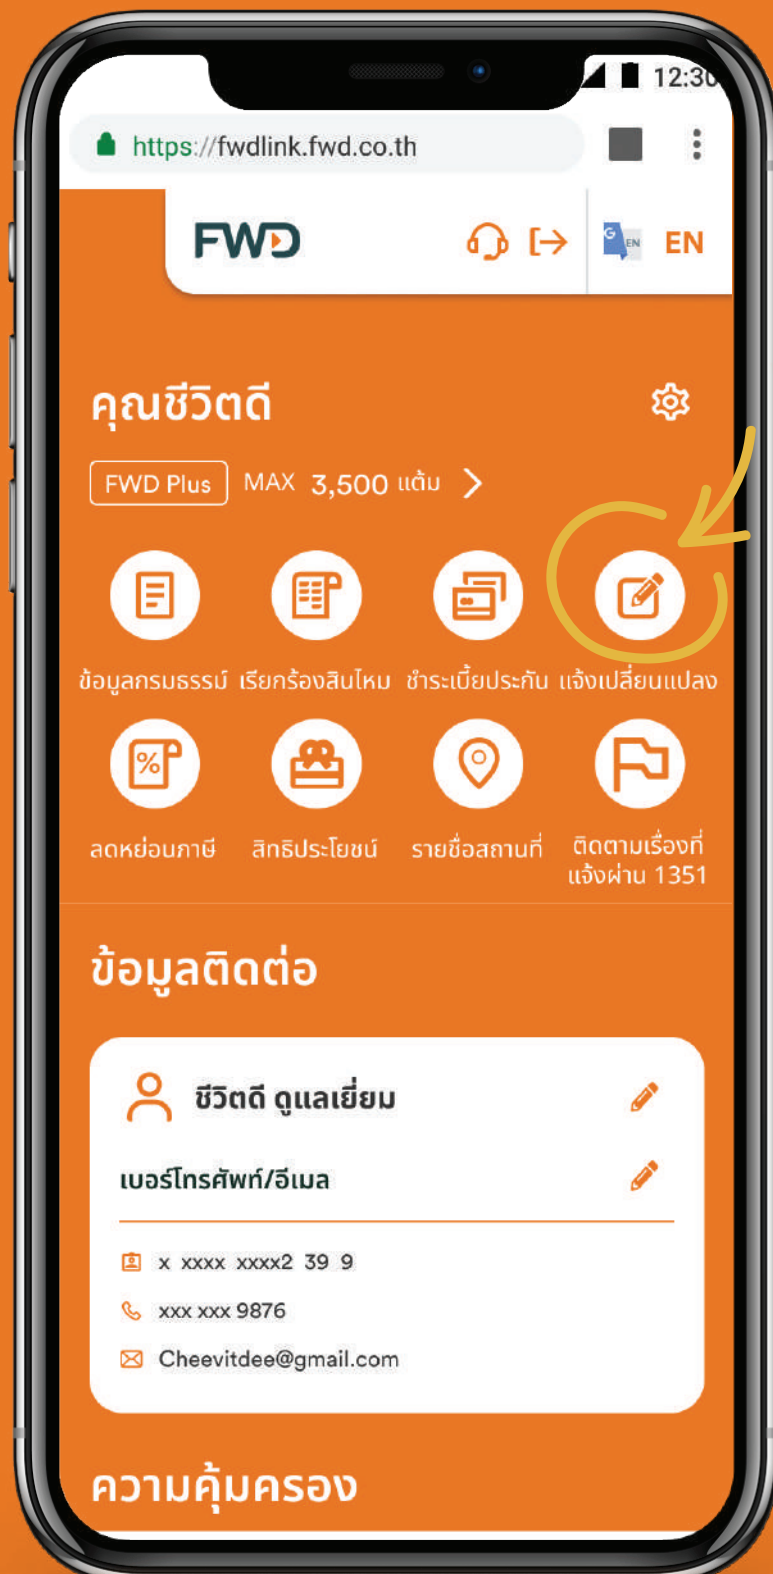 12:30
https://fwdlink.fwd.co.th
FWD
G EN EN
คุณชีวิตดี
FWD Plus MAX 3,500 แต้ม
ข้อมูลกรมธรรม์ เรียกร้องสินไหม ชำระเบี้ยประกัน แจ้งเปลี่ยนแปลง
%
ลดหย่อนภาษี สิทธิประโยชน์ รายชื่อสถานที่ ติดตามเรื่องที่
แจ้งผ่าน 1351
ข้อมูลติดต่อ
ชีวิตดี ดูแลเยี่ยม
เบอร์โทรศัพท์/อีเมล
x xxxx xxxx2 39 9
xxx xxx 9876
Cheevitdee@gmail.com
ความคุ้มครอง